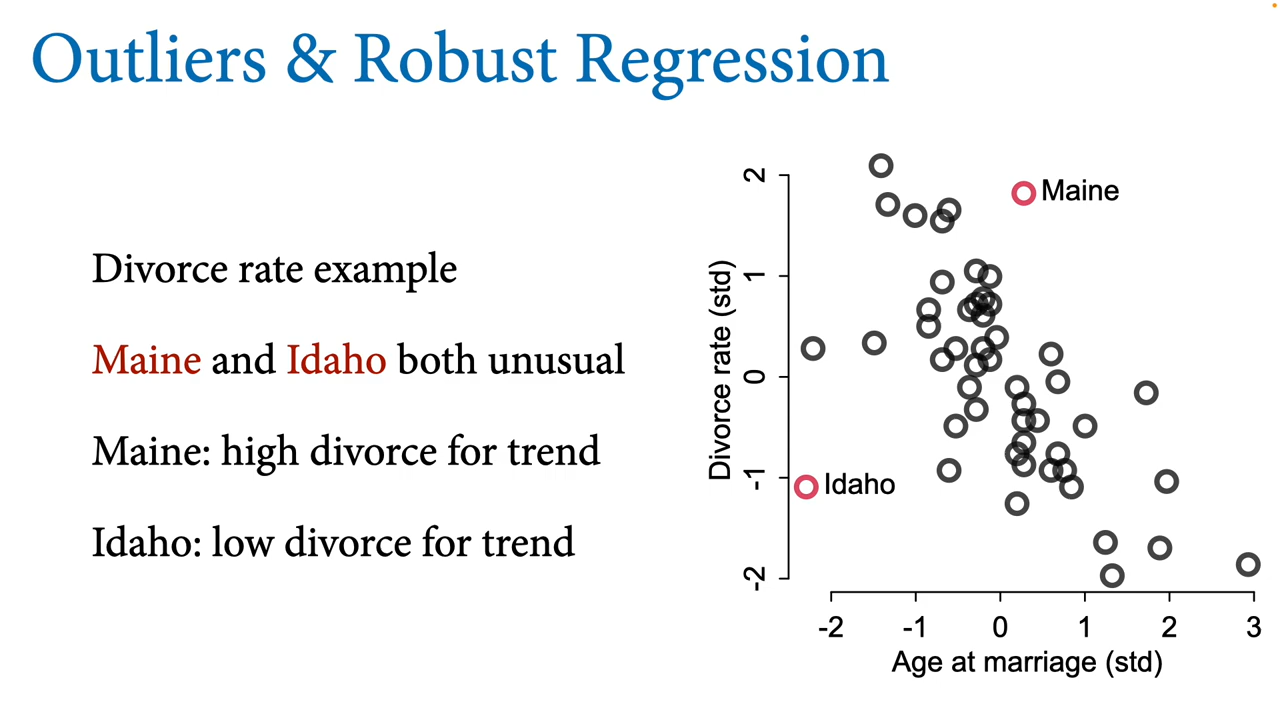 Outliers & Robust Regression
Divorce rate example
Maine and Idaho both unusual
Maine: high divorce for trend
Idaho: low divorce for trend
Divorce rate (std)
2
1
0
-1
-2
Maine
Idaho
-2 -1 0 1 2 3
Age at marriage (std)